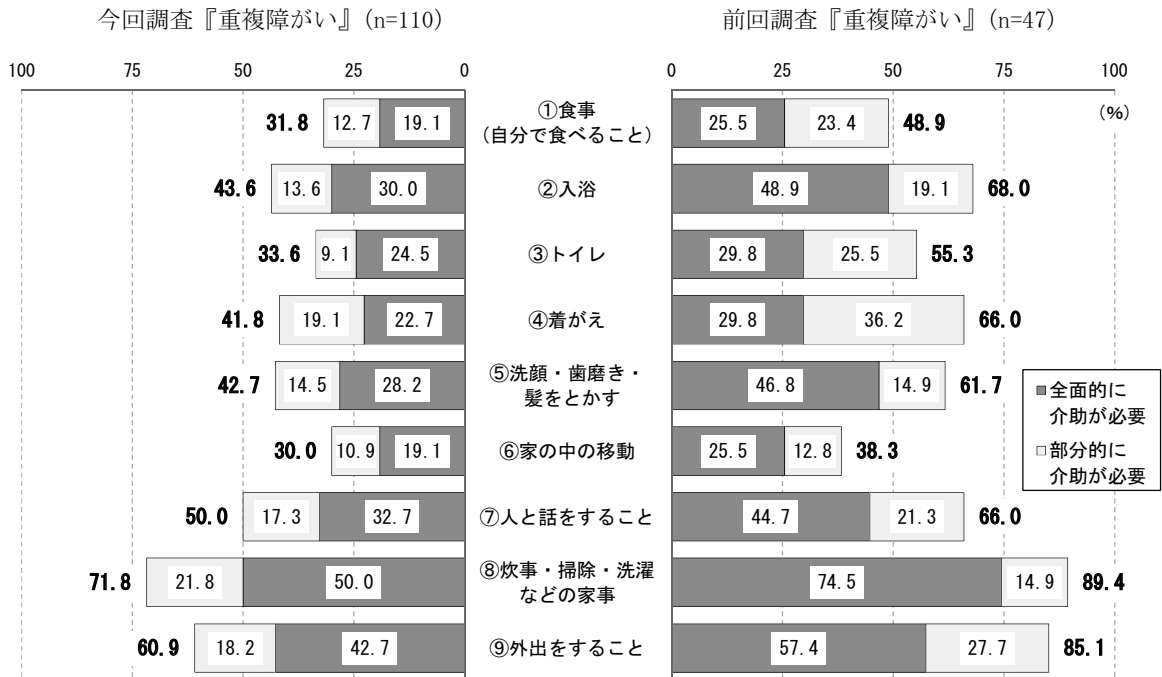 今回調査『重複障がい』(n=110)
前回調査『重複障がい』(n=47)
100 75 50 25 0
0 25 50 75 100
(%)
31.8 12.7 19.1 ①食事 25.5 23.4 48.9
(自分で食べること)
43.6 13.6 30.0 ②入浴 48.9 19.1 68.0
33.6 9.1 24.5 ③トイレ 29.8 25.5 55.3
41.8 19.1 22.7 ④着がえ 29.8 36.2 66.0
42.7 14.5 28.2 ⑤洗顔・歯磨き・ 46.8 14.9 61.7
髪をとかす
30.0 10.9 19.1 ⑥家の中の移動 25.5 12.8 38.3
50.0 17.3 32.7 ⑦人と話をすること 44.7 21.3 66.0
71.8 21.8 50.0 ⑧炊事・掃除・洗濯 74.5 14.9 89.4
などの家事
60.9 18.2 42.7 ⑨外出をすること 57.4 27.7 85.1
全面的に
介助が必要
部分的に
介助が必要